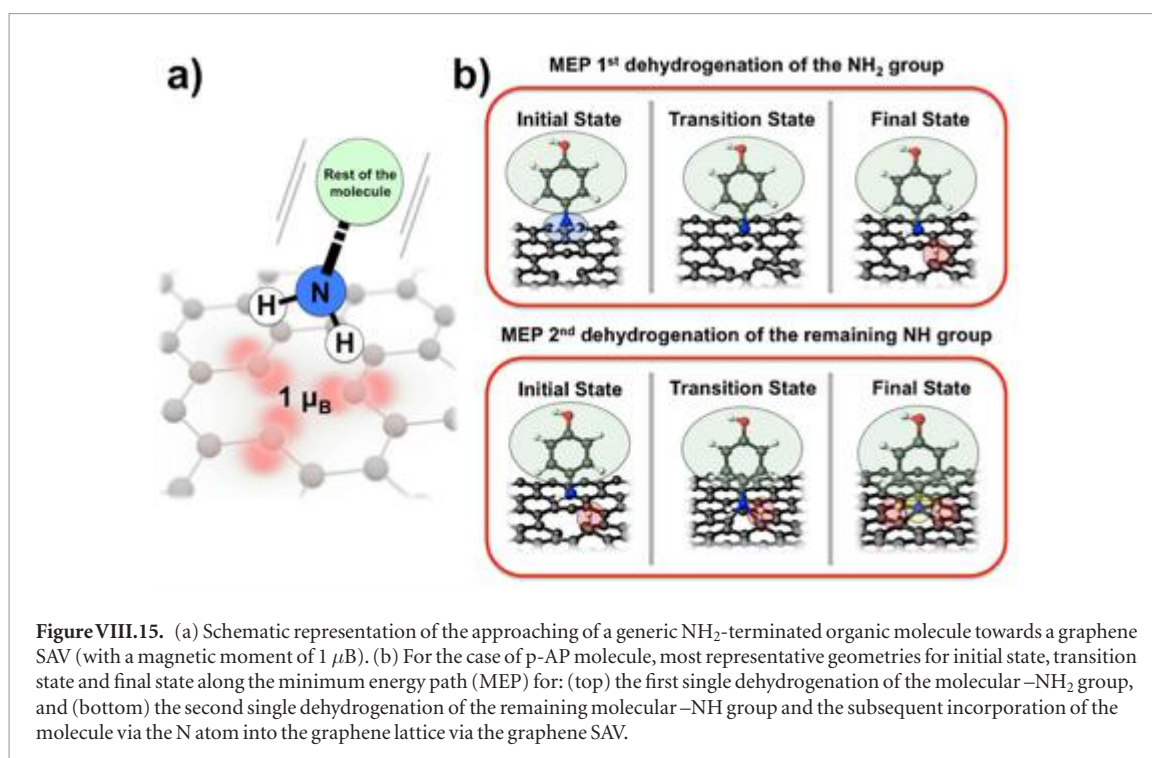 a)
Rest of the
molecule
N
H
H
1 μB
b)
MEP 1st dehydrogenation of the NH2 group
Initial State
Transition State
Final State
MEP 2nd dehydrogenation of the remaining NH group
Initial State
Transition State
Final State
Figure VIII.15. (a) Schematic representation of the approaching of a generic NH2-terminated organic molecule towards a graphene
SAV (with a magnetic moment of 1 μB). (b) For the case of p-AP molecule, most representative geometries for initial state, transition
state and final state along the minimum energy path (MEP) for: (top) the first single dehydrogenation of the molecular –NH2 group,
and (bottom) the second single dehydrogenation of the remaining molecular –NH group and the subsequent incorporation of the
molecule via the N atom into the graphene lattice via the graphene SAV.